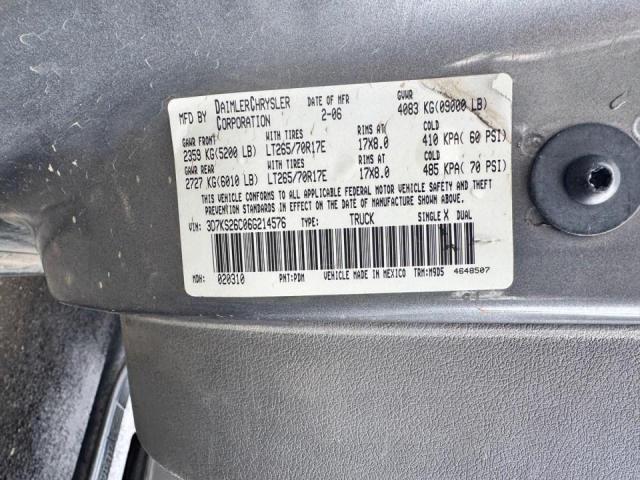 MFD BY DAIMLERCHRYSLER CORPORATION DATE OF MFR 2-06 GVWR 4083 KG(09000 LB)
GAWR FRONT WITH TIRES RIMS AT COLD
2359 KG(5200 LB) LT265/70R17E 17X8.0 410 KPA( 60 PSI)
GAWR REAR WITH TIRES RIMS AT COLD
2727 KG(6010 LB) LT265/70R17E 17X8.0 485 KPA( 70 PSI)
THIS VEHICLE CONFORMS TO ALL APPLICABLE FEDERAL MOTOR VEHICLE SAFETY AND THEFT
PREVENTION STANDARDS IN EFFECT ON THE DATE OF MANUFACTURE SHOWN ABOVE.
VIN: 3D7KS26C06G214576 TYPE: TRUCK SINGLE X DUAL
MDH: 020310 PNT:PDM VEHICLE MADE IN MEXICO TRM:M9D5 4648507